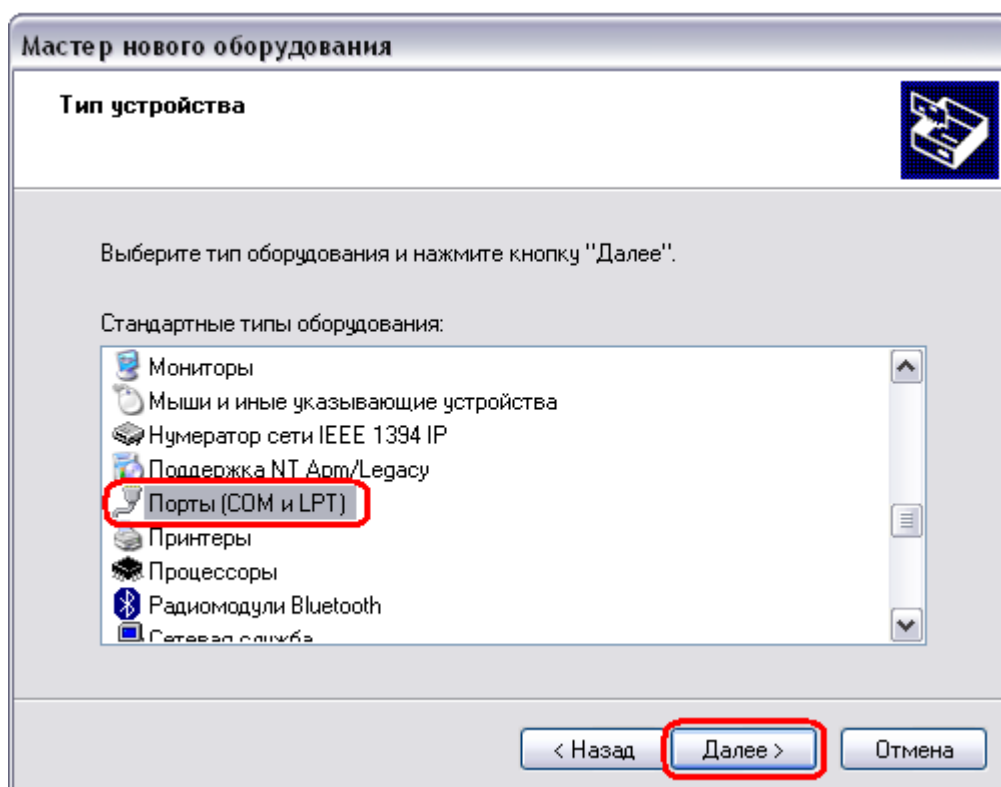 Мастер нового оборудования
Тип устройства
Выберите тип оборудования и нажмите кнопку "Далее".
Стандартные типы оборудования:
Мониторы
Мыши и иные указывающие устройства
Нумератор сети IEEE 1394 IP
Поддержка NT Apm/Legacy
Порты (COM и LPT)
Принтеры
Процессоры
Радиомодули Bluetooth
Сетевая служба
< Назад
Далее >
Отмена